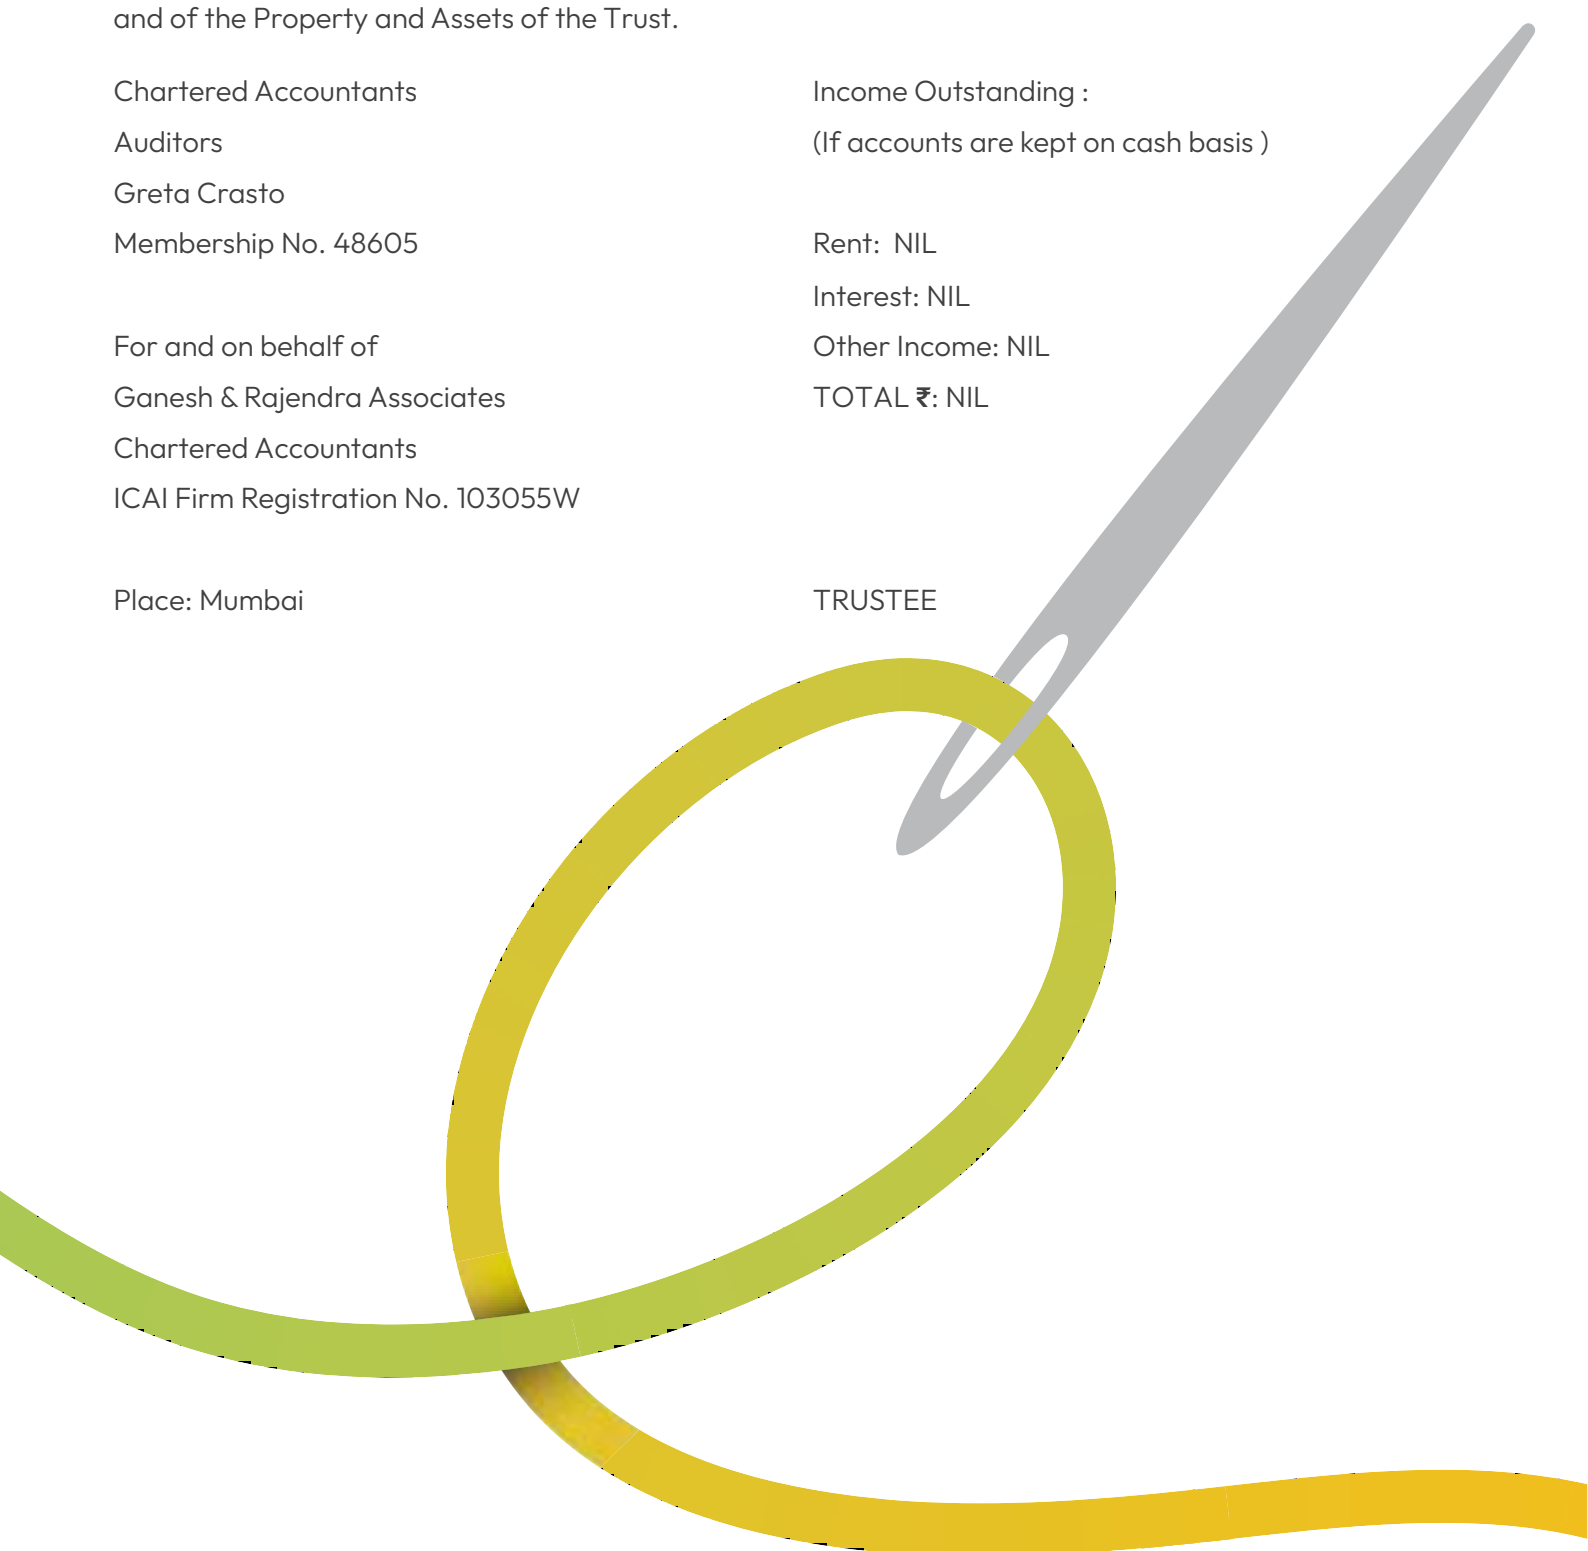 and of the Property and Assets of the Trust.
Chartered Accountants
Auditors
Greta Crasto
Membership No. 48605
For and on behalf of
Ganesh & Rajendra Associates
Chartered Accountants
ICAI Firm Registration No. 103055W
Place: Mumbai
Income Outstanding :
(If accounts are kept on cash basis )
Rent: NIL
Interest: NIL
Other Income: NIL
TOTAL ₹: NIL
TRUSTEE